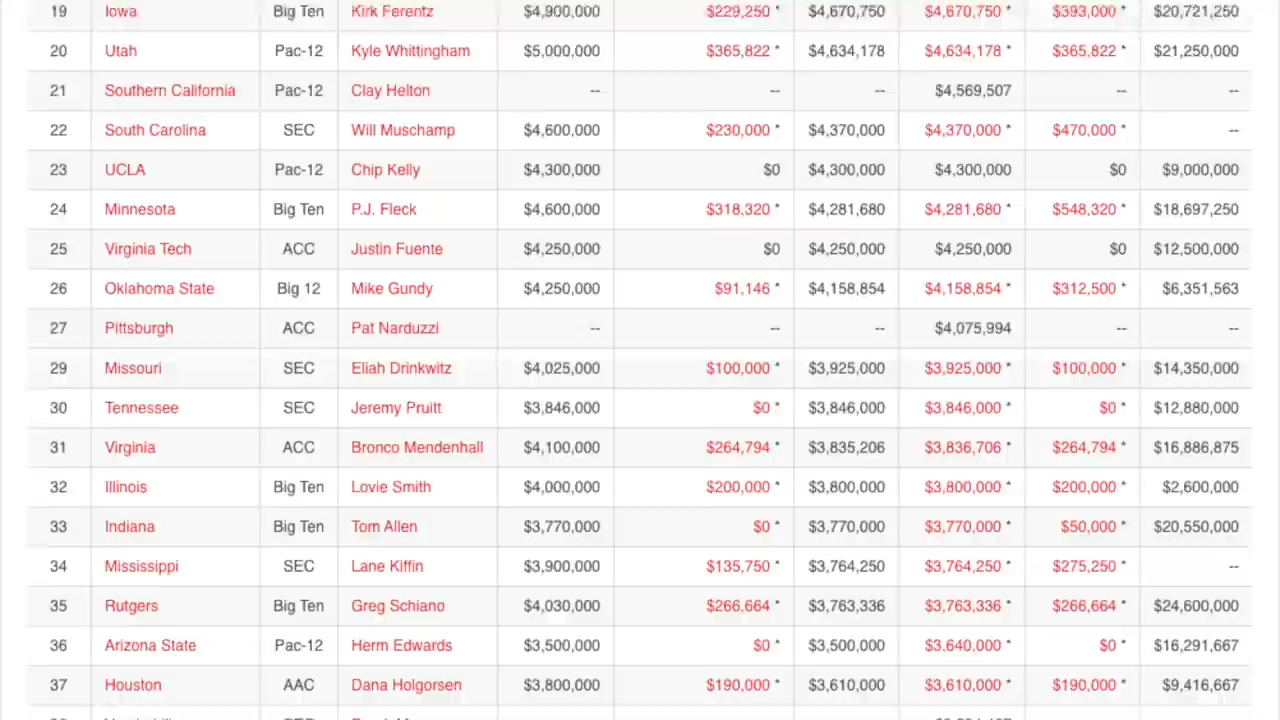 19 Iowa Big Ten Kirk Ferentz $4,900,000 $229,250 * $4,670,750 $4,670,750 * $393,000 * $20,721,250
20 Utah Pac-12 Kyle Whittingham $5,000,000 $365,822 * $4,634,178 $4,634,178 * $365,822 * $21,250,000
21 Southern California Pac-12 Clay Helton -- -- -- $4,569,507 -- --
22 South Carolina SEC Will Muschamp $4,600,000 $230,000 * $4,370,000 $4,370,000 * $470,000 * --
23 UCLA Pac-12 Chip Kelly $4,300,000 $0 $4,300,000 $4,300,000 $0 $9,000,000
24 Minnesota Big Ten P.J. Fleck $4,600,000 $318,320 * $4,281,680 $4,281,680 * $548,320 * $18,697,250
25 Virginia Tech ACC Justin Fuente $4,250,000 $0 $4,250,000 $4,250,000 $0 $12,500,000
26 Oklahoma State Big 12 Mike Gundy $4,250,000 $91,146 * $4,158,854 $4,158,854 * $312,500 * $6,351,563
27 Pittsburgh ACC Pat Narduzzi -- -- -- $4,075,994 -- --
29 Missouri SEC Eliah Drinkwitz $4,025,000 $100,000 * $3,925,000 $3,925,000 * $100,000 * $14,350,000
30 Tennessee SEC Jeremy Pruitt $3,846,000 $0 * $3,846,000 $3,846,000 * $0 * $12,880,000
31 Virginia ACC Bronco Mendenhall $4,100,000 $264,794 * $3,835,206 $3,836,706 * $264,794 * $16,886,875
32 Illinois Big Ten Lovie Smith $4,000,000 $200,000 * $3,800,000 $3,800,000 * $200,000 * $2,600,000
33 Indiana Big Ten Tom Allen $3,770,000 $0 * $3,770,000 $3,770,000 * $50,000 * $20,550,000
34 Mississippi SEC Lane Kiffin $3,900,000 $135,750 * $3,764,250 $3,764,250 * $275,250 * --
35 Rutgers Big Ten Greg Schiano $4,030,000 $266,664 * $3,763,336 $3,763,336 * $266,664 * $24,600,000
36 Arizona State Pac-12 Herm Edwards $3,500,000 $0 * $3,500,000 $3,640,000 * $0 * $16,291,667
37 Houston AAC Dana Holgorsen $3,800,000 $190,000 * $3,610,000 $3,610,000 * $190,000 * $9,416,667